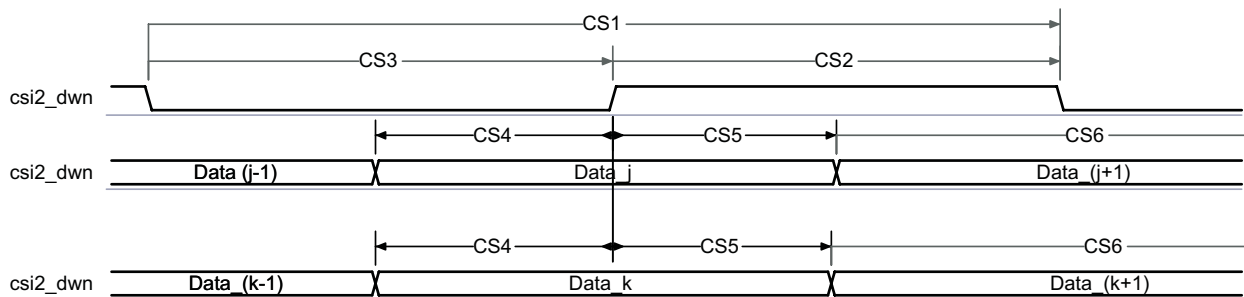 CS1
CS3 CS2
csi2_dwn
CS4 CS5 CS6
csi2_dwn Data (j-1) Data_j Data_(j+1)
CS4 CS5 CS6
csi2_dwn Data_(k-1) Data_k Data_(k+1)